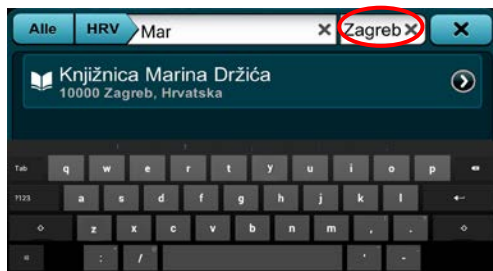 Alle HRV Mar Zagreb
Knjižnica Marina Držića
10000 Zagreb, Hrvatska
Tab q w e r t y u i o p
?123 a s d f g h j k l
z x c v b n m , .
: / ' -